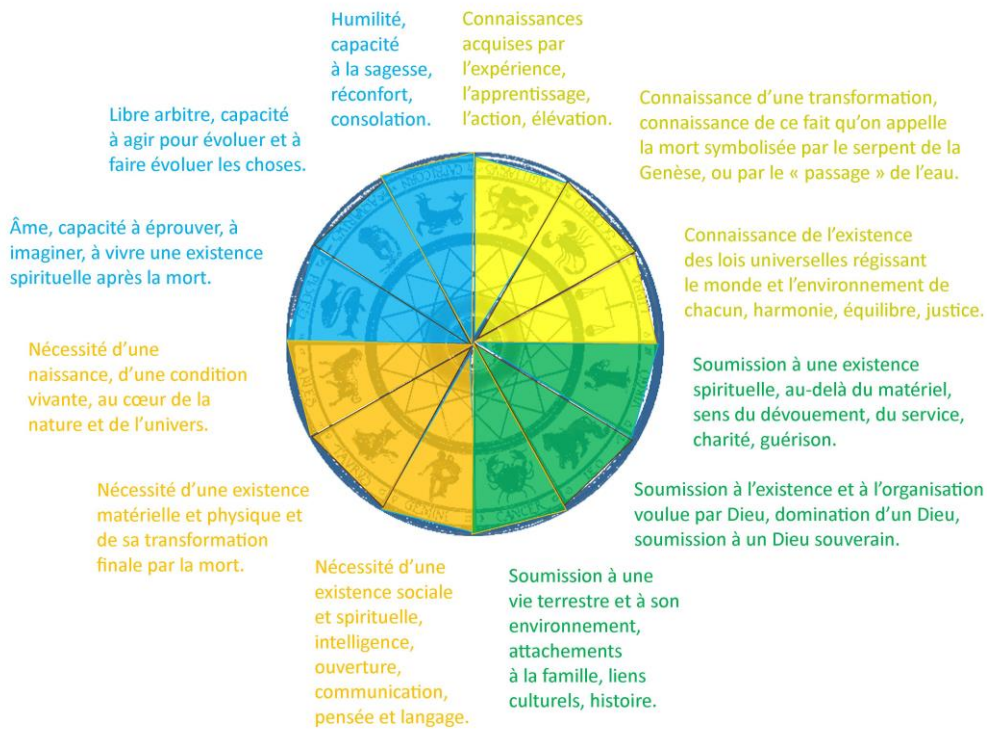 Humilité,
capacité
à la sagesse,
réconfort,
consolation.
Connaissances
acquises par
l’expérience,
l’apprentissage,
l’action, élévation.
Libre arbitre, capacité
à agir pour évoluer et à
faire évoluer les choses.
Connaissance d’une transformation,
connaissance de ce fait qu’on appelle
la mort symbolisée par le serpent de la
Genèse, ou par le « passage » de l’eau.
Âme, capacité à éprouver, à
imaginer, à vivre une existence
spirituelle après la mort.
Connaissance de l’existence
des lois universelles régissant
le monde et l’environnement de
chacun, harmonie, équilibre, justice.
Nécessité d’une
naissance, d’une condition
vivante, au cœur de la
nature et de l’univers.
Soumission à une existence
spirituelle, au-delà du matériel,
sens du dévouement, du service,
charité, guérison.
Nécessité d’une existence
matérielle et physique et
de sa transformation
finale par la mort.
Soumission à l’existence et à l’organisation
voulue par Dieu, domination d’un Dieu,
soumission à un Dieu souverain.
Nécessité d’une
existence sociale
et spirituelle,
intelligence,
ouverture,
communication,
pensée et langage.
Soumission à une
vie terrestre et à son
environnement,
attachements
à la famille, liens
culturels, histoire.
CAPRICORN
SAGITTARIUS
LIBRA
ARIES
TAURUS
GEMINI
CANCER